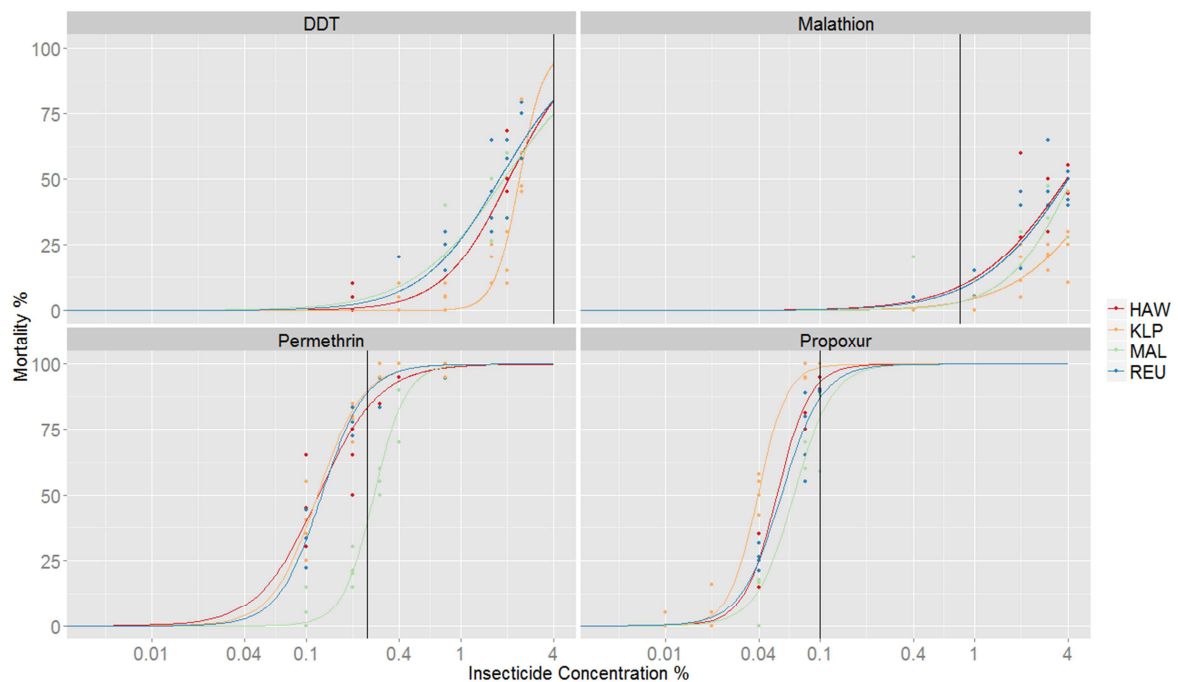 DDT Malathion
100
75
50
25
0
Mortality %
Permethrin Propoxur
100
75
50
25
0
0.01 0.04 0.1 0.4 1 4 0.01 0.04 0.1 0.4 1 4
Insecticide Concentration %
HAW
KLP
MAL
REU